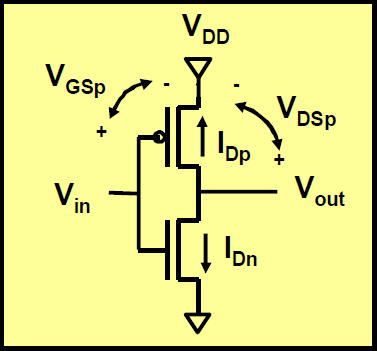 VDD
VGSp
-
-
+
VDSp
IDp
+
Vin
Vout
IDn